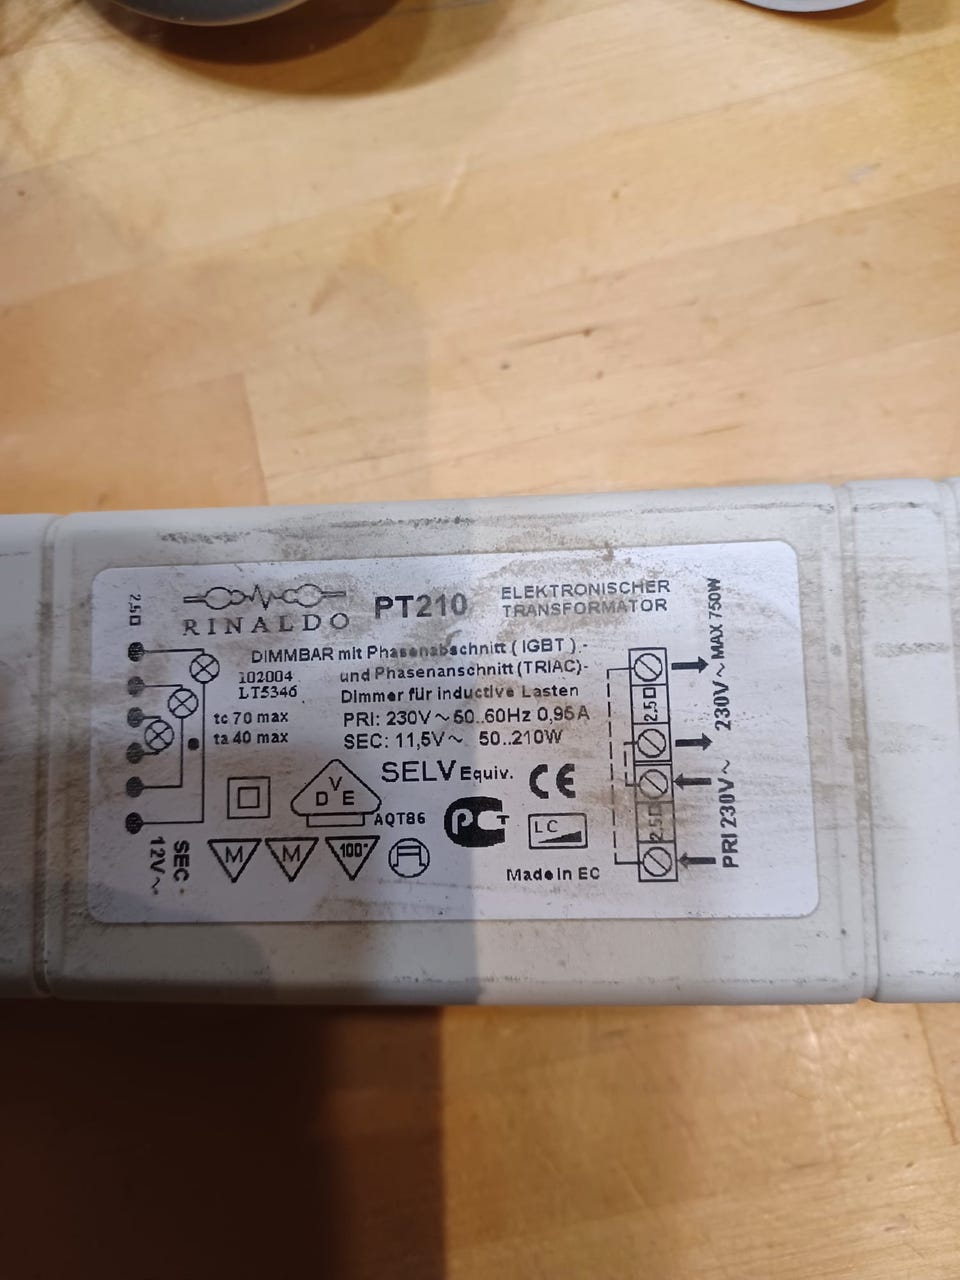 RINALDO
PT210
ELEKTRONISCHER
TRANSFORMATOR
DIMMBAR mit Phasenabschnitt ( IGBT ) -
und Phasenanschnitt (TRIAC)-
Dimmer für inductive Lasten
102004
LT5346
PRI: 230V ~ 50..60Hz 0,95A
SEC: 11,5V ~ 50..210W
tc 70 max
ta 40 max
SELV Equiv.
CE
DVE
AQT86
PCT
LC
M
M
100°
Made in EC
2.5
SEC
12V~
2.5
2.5
230V ~ MAX 750W
PRI 230V ~